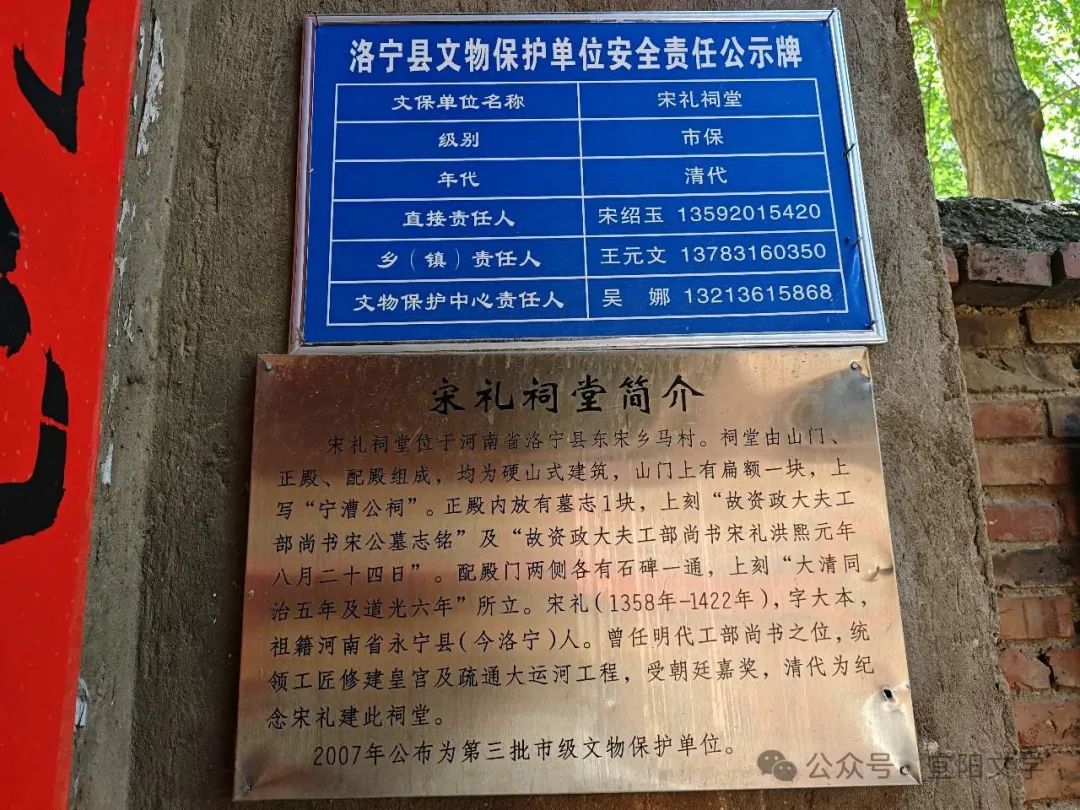 洛宁县文物保护单位安全责任公示牌
文保单位名称 宋礼祠堂
级别 市保
年代 清代
直接责任人 宋绍玉 13592015420
乡（镇）责任人 王元文 13783160350
文物保护中心责任人 吴 娜 13213615868
宋礼祠堂简介
宋礼祠堂位于河南省洛宁县东宋乡马村。祠堂由山门、
正殿、配殿组成，均为硬山式建筑，山门上有扁额一块，上
写“宁漕公祠”。正殿内放有墓志1块，上刻“故资政大夫工
部尚书宋公墓志铭”及“故资政大夫工部尚书宋礼洪熙元年
八月二十四日”。配殿门两侧各有石碑一通，上刻“大清同
治五年及道光六年”所立。宋礼(1358年-1422年)，字大本，
祖籍河南省永宁县(今洛宁)人。曾任明代工部尚书之位，统
领工匠修建皇宫及疏通大运河工程，受朝廷嘉奖，清代为纪
念宋礼建此祠堂。
2007年公布为第三批市级文物保护单位。
公众号 宜阳文学